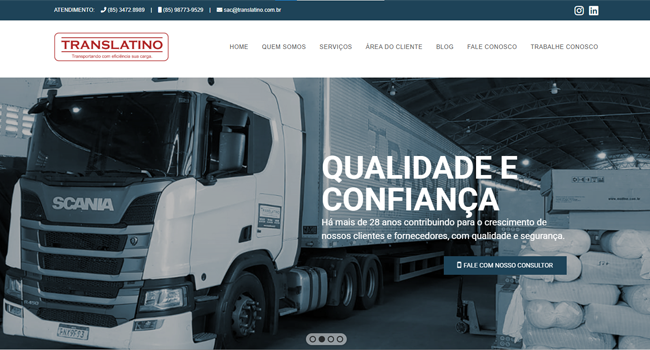 ATENDIMENTO: (85) 3472.8989 | (85) 98773-9529 | sac@translatino.com.br
TRANSLATINO
Transportando com eficiência sua carga.
HOME QUEM SOMOS SERVIÇOS ÁREA DO CLIENTE BLOG FALE CONOSCO TRABALHE CONOSCO
QUALIDADE E
CONFIANÇA
SCANIA
Há mais de 28 anos contribuindo para o crescimento de
nossos clientes e fornecedores, com qualidade e segurança.
FALE COM NOSSO CONSULTOR